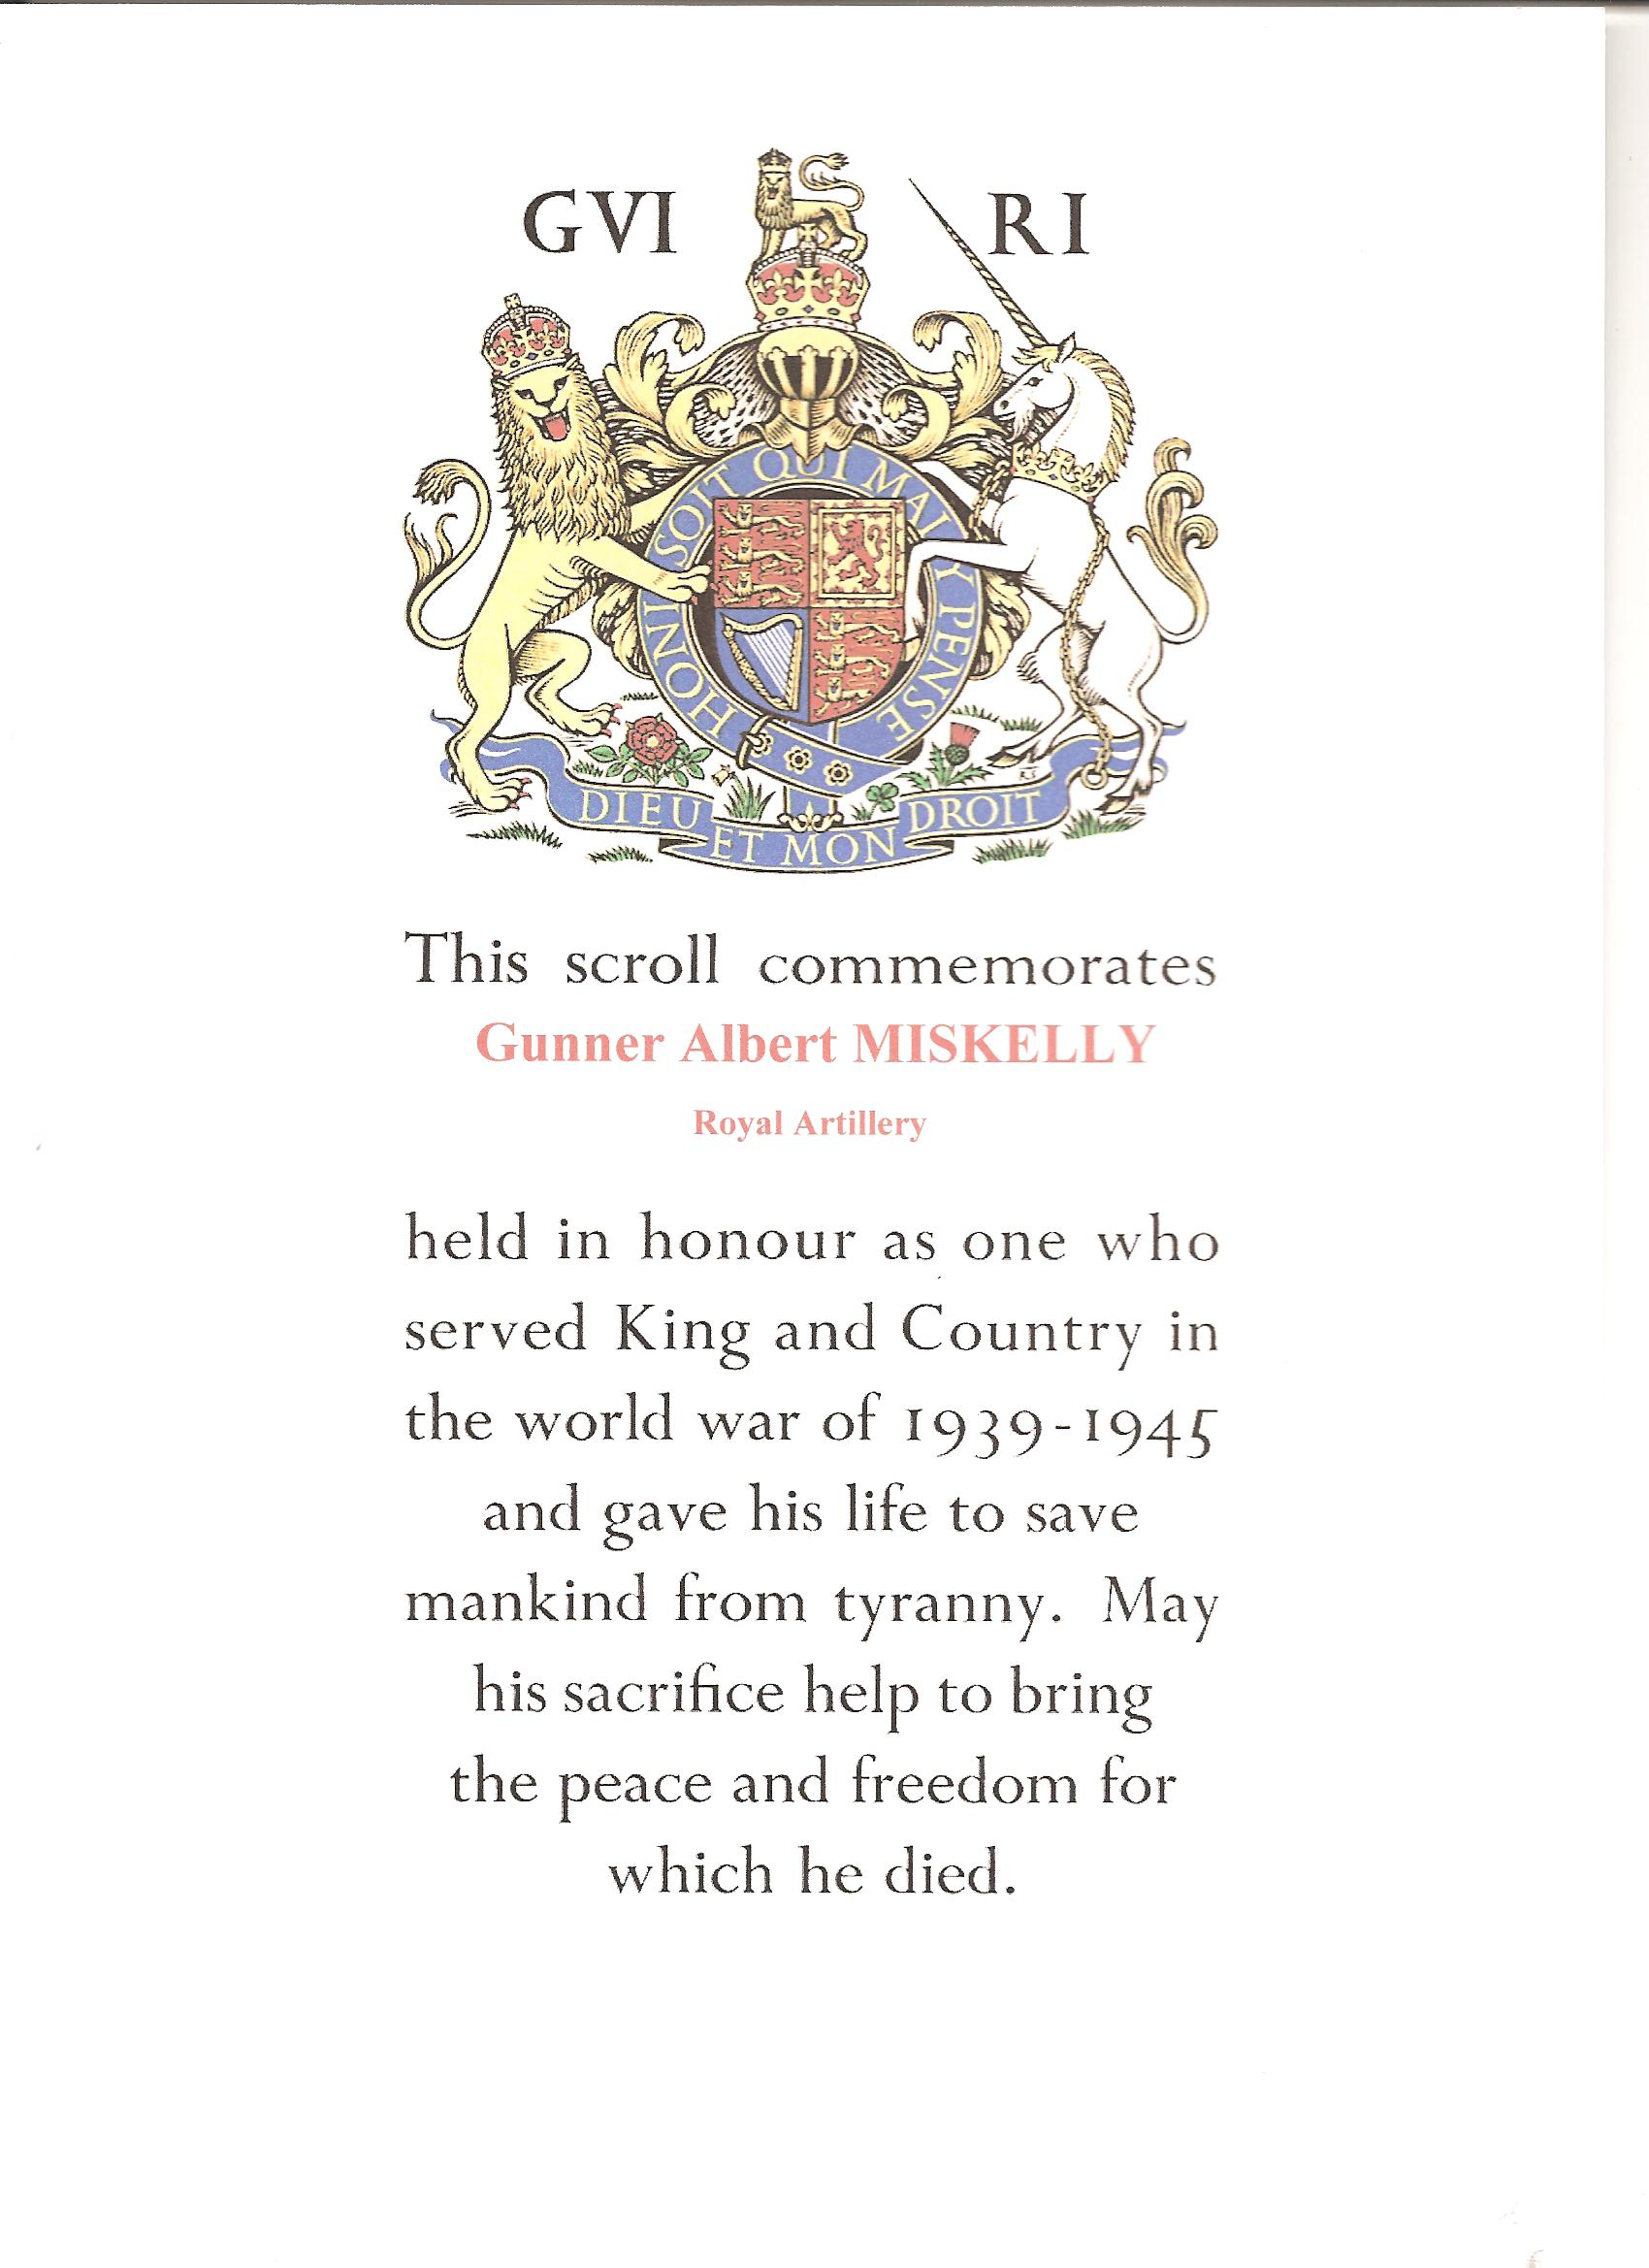 GVI RI
HONI SOIT QUI MAL Y PENSE
DIEU ET MON DROIT
RS
This scroll commemorates
Gunner Albert MISKELLY
Royal Artillery
held in honour as one who
served King and Country in
the world war of 1939-1945
and gave his life to save
mankind from tyranny. May
his sacrifice help to bring
the peace and freedom for
which he died.